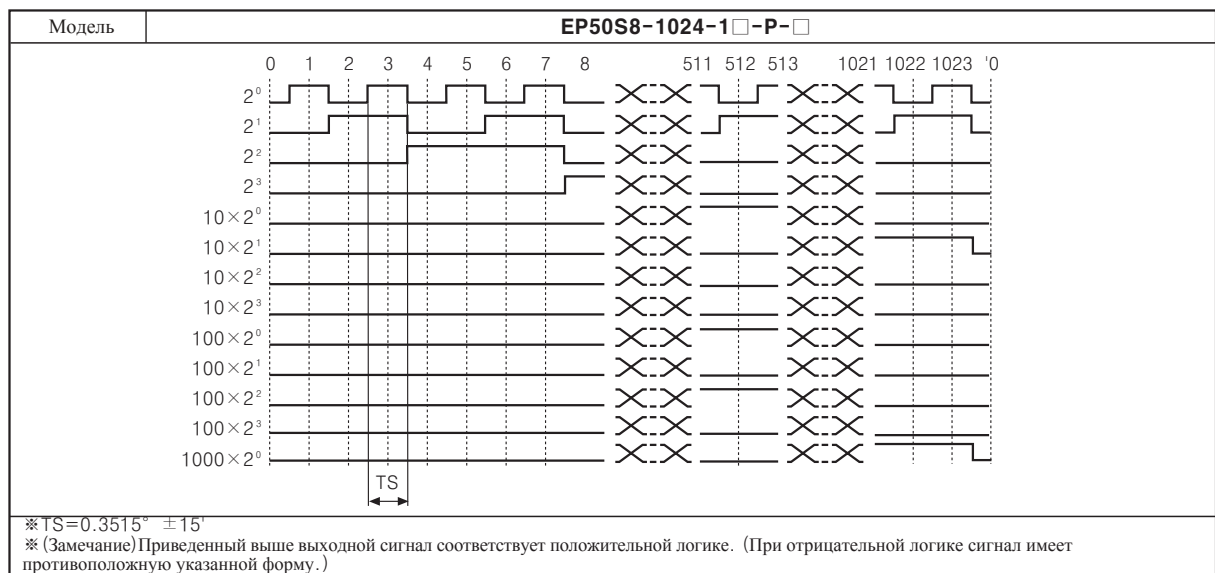 Модель EP50S8-1024-1□-P-□
0 1 2 3 4 5 6 7 8 511 512 513 1021 1022 1023 '0
2⁰
2¹
2²
2³
10×2⁰
10×2¹
10×2²
10×2³
100×2⁰
100×2¹
100×2²
100×2³
1000×2⁰
TS
※TS=0.3515° ±15'
※(Замечание)Приведенный выше выходной сигнал соответствует положительной логике. (При отрицательной логике сигнал имеет
противоположную указанной форму.)